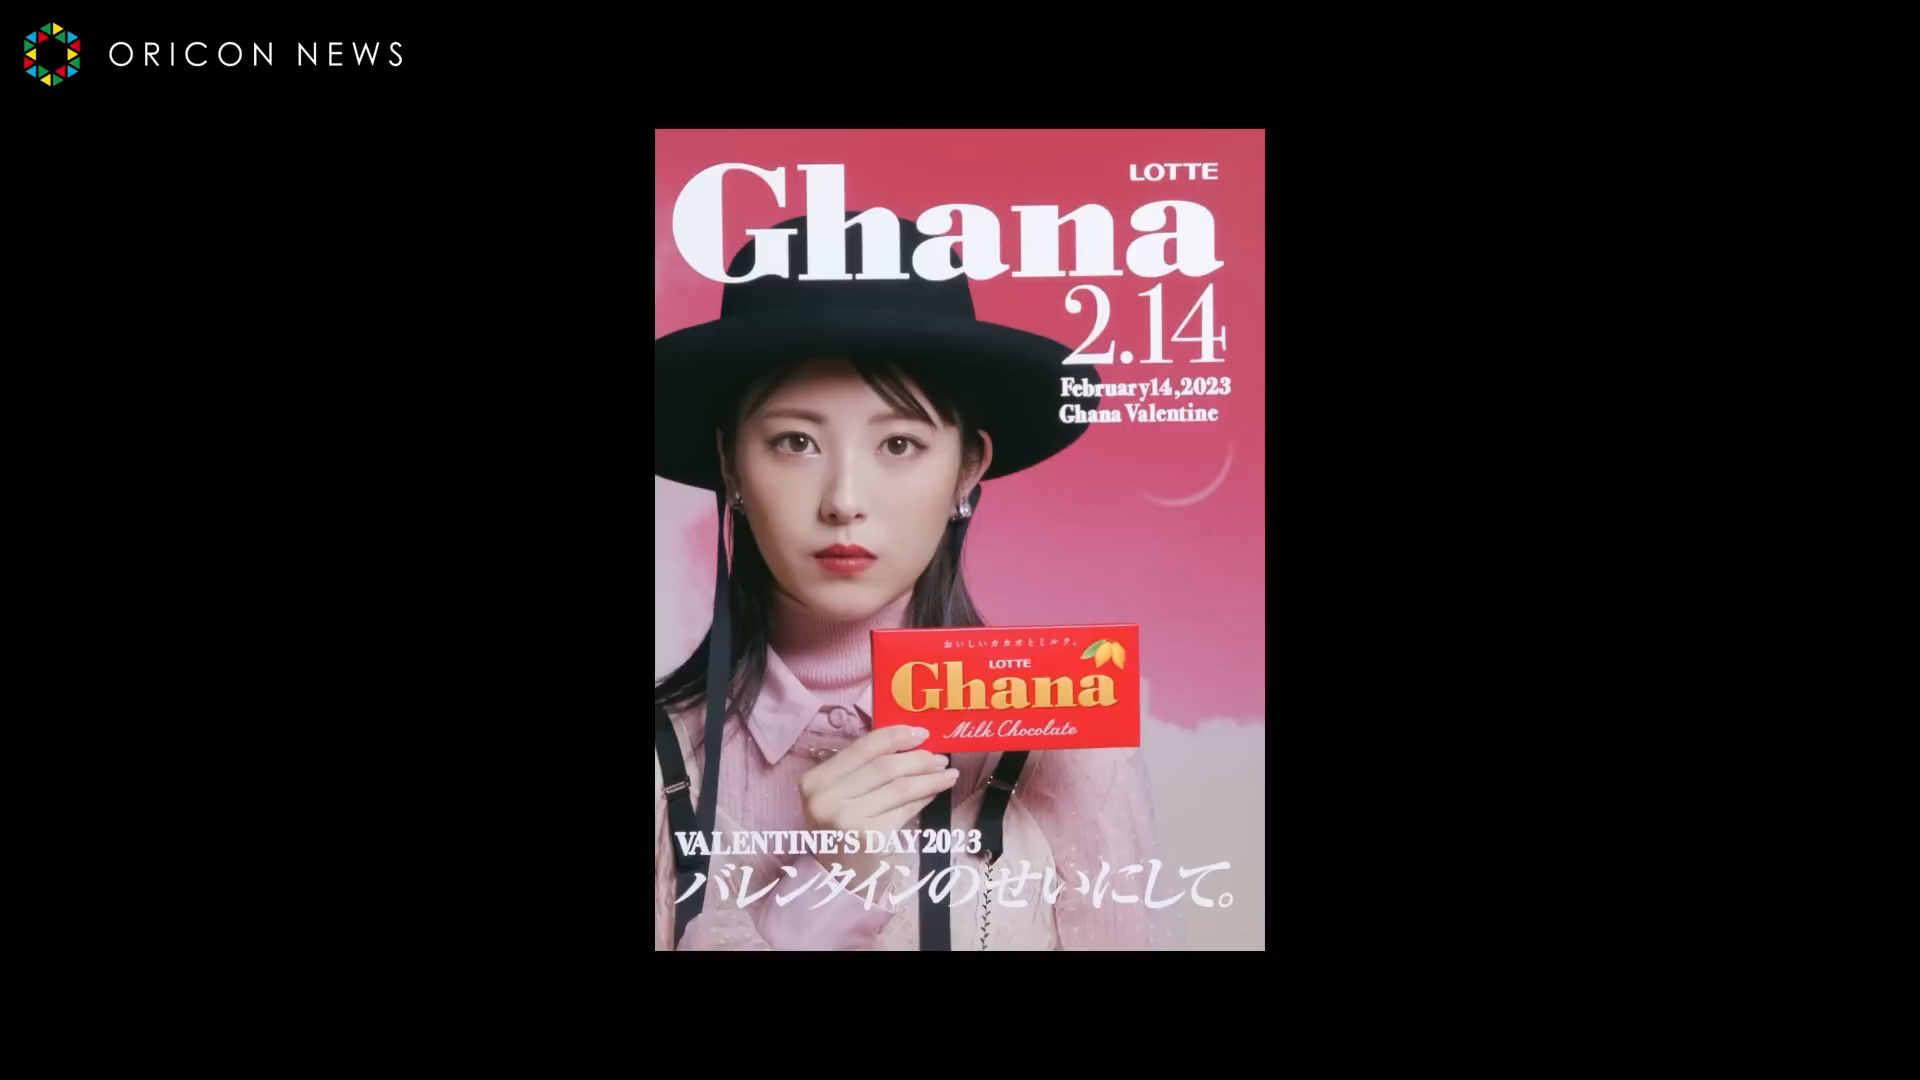 ORICON NEWS
LOTTE
Ghana
2.14
February14,2023
Ghana Valentine
おいしいカカオとミルク。
LOTTE
Ghana
Milk Chocolate
VALENTINE'S DAY 2023
バレンタインのせいにして。